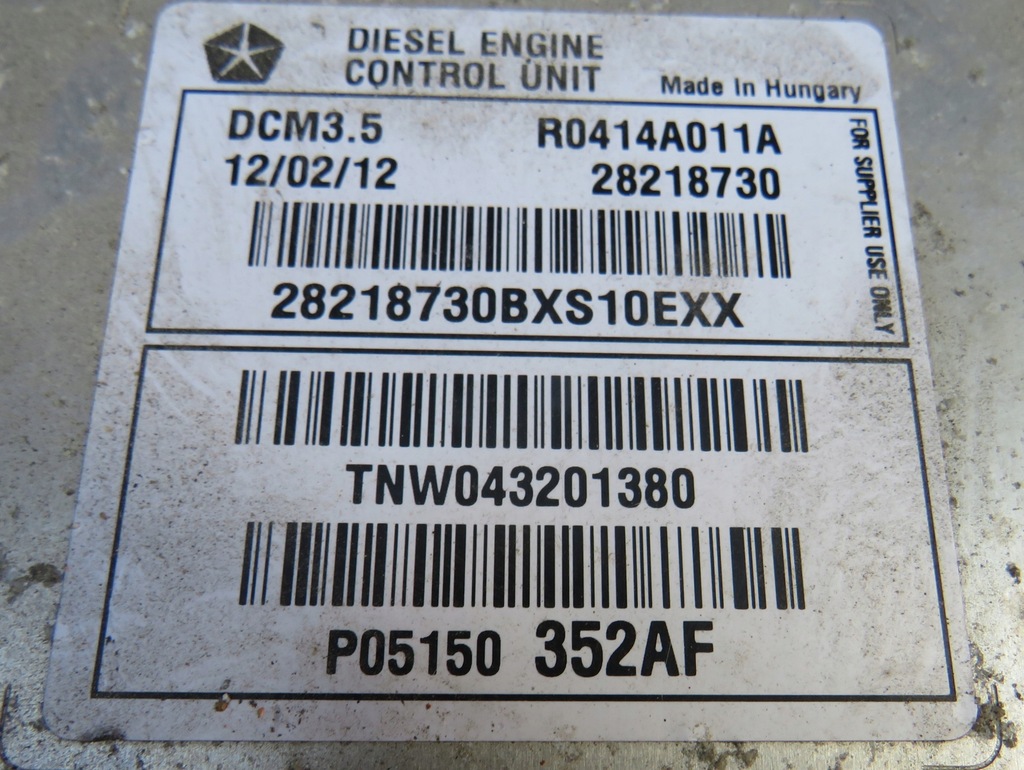 DIESEL ENGINE
CONTROL UNIT
Made In Hungary
DCM3.5
R0414A011A
12/02/12
28218730
FOR SUPPLIER USE ONLY
28218730BXS10EXX
TNW043201380
P05150 352AF